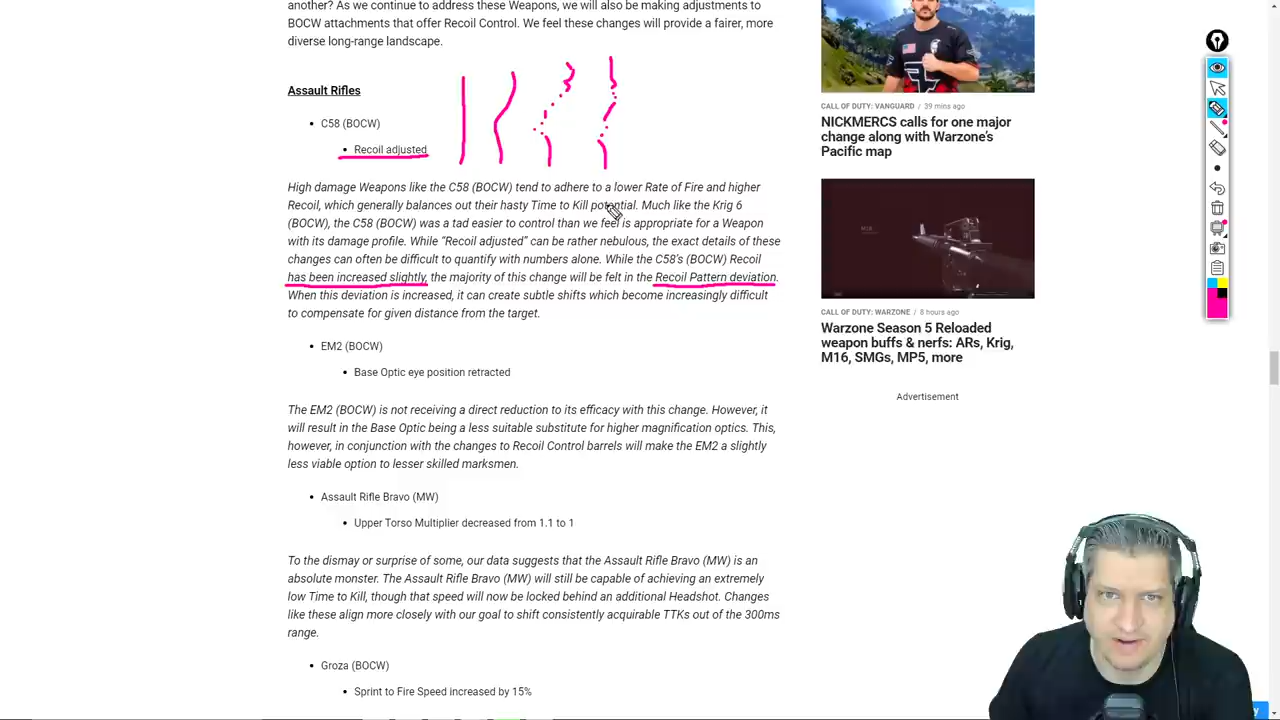 another? As we continue to address these Weapons, we will also be making adjustments to
BOCW attachments that offer Recoil Control. We feel these changes will provide a fairer, more
diverse long-range landscape.
Assault Rifles
• C58 (BOCW)
• Recoil adjusted
High damage Weapons like the C58 (BOCW) tend to adhere to a lower Rate of Fire and higher
Recoil, which generally balances out their hasty Time to Kill potential. Much like the Krig 6
(BOCW), the C58 (BOCW) was a tad easier to control than we feel is appropriate for a Weapon
with its damage profile. While “Recoil adjusted” can be rather nebulous, the exact details of these
changes can often be difficult to quantify with numbers alone. While the C58's (BOCW) Recoil
has been increased slightly, the majority of this change will be felt in the Recoil Pattern deviation.
When this deviation is increased, it can create subtle shifts which become increasingly difficult
to compensate for given distance from the target.
• EM2 (BOCW)
• Base Optic eye position retracted
The EM2 (BOCW) is not receiving a direct reduction to its efficacy with this change. However, it
will result in the Base Optic being a less suitable substitute for higher magnification optics. This,
however, in conjunction with the changes to Recoil Control barrels will make the EM2 a slightly
less viable option to lesser skilled marksmen.
• Assault Rifle Bravo (MW)
• Upper Torso Multiplier decreased from 1.1 to 1
To the dismay or surprise of some, our data suggests that the Assault Rifle Bravo (MW) is an
absolute monster. The Assault Rifle Bravo (MW) will still be capable of achieving an extremely
low Time to Kill, though that speed will now be locked behind an additional Headshot. Changes
like these align more closely with our goal to shift consistently acquirable TTKs out of the 300ms
range.
• Groza (BOCW)
• Sprint to Fire Speed increased by 15%
CALL OF DUTY: VANGUARD / 39 mins ago
NICKMERCS calls for one major
change along with Warzone’s
Pacific map
CALL OF DUTY: WARZONE / 8 hours ago
Warzone Season 5 Reloaded
weapon buffs & nerfs: ARs, Krig,
M16, SMGs, MP5, more
Advertisement